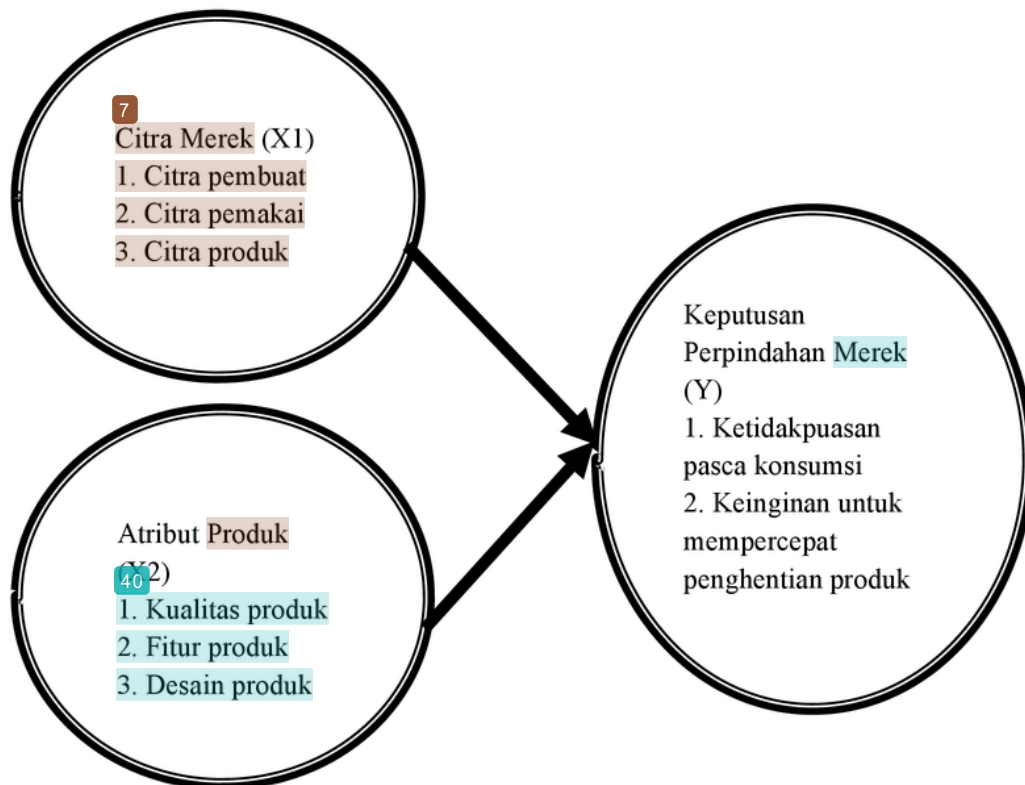 7
Citra Merek (X1)
1. Citra pembuat
2. Citra pemakai
3. Citra produk
Atribut Produk
(X2)
40
1. Kualitas produk
2. Fitur produk
3. Desain produk
Keputusan
Perpindahan Merek
(Y)
1. Ketidakpuasan
pasca konsumsi
2. Keinginan untuk
mempercepat
penghentian produk